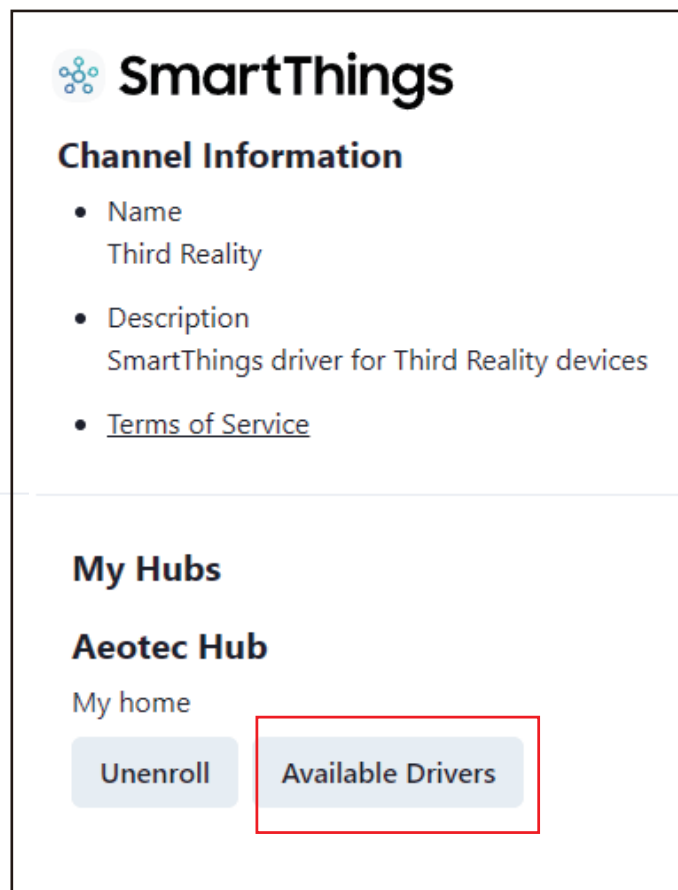 SmartThings
Channel Information
Name
Third Reality
Description
SmartThings driver for Third Reality devices
Terms of Service
My Hubs
Aeotec Hub
My home
Unenroll Available Drivers